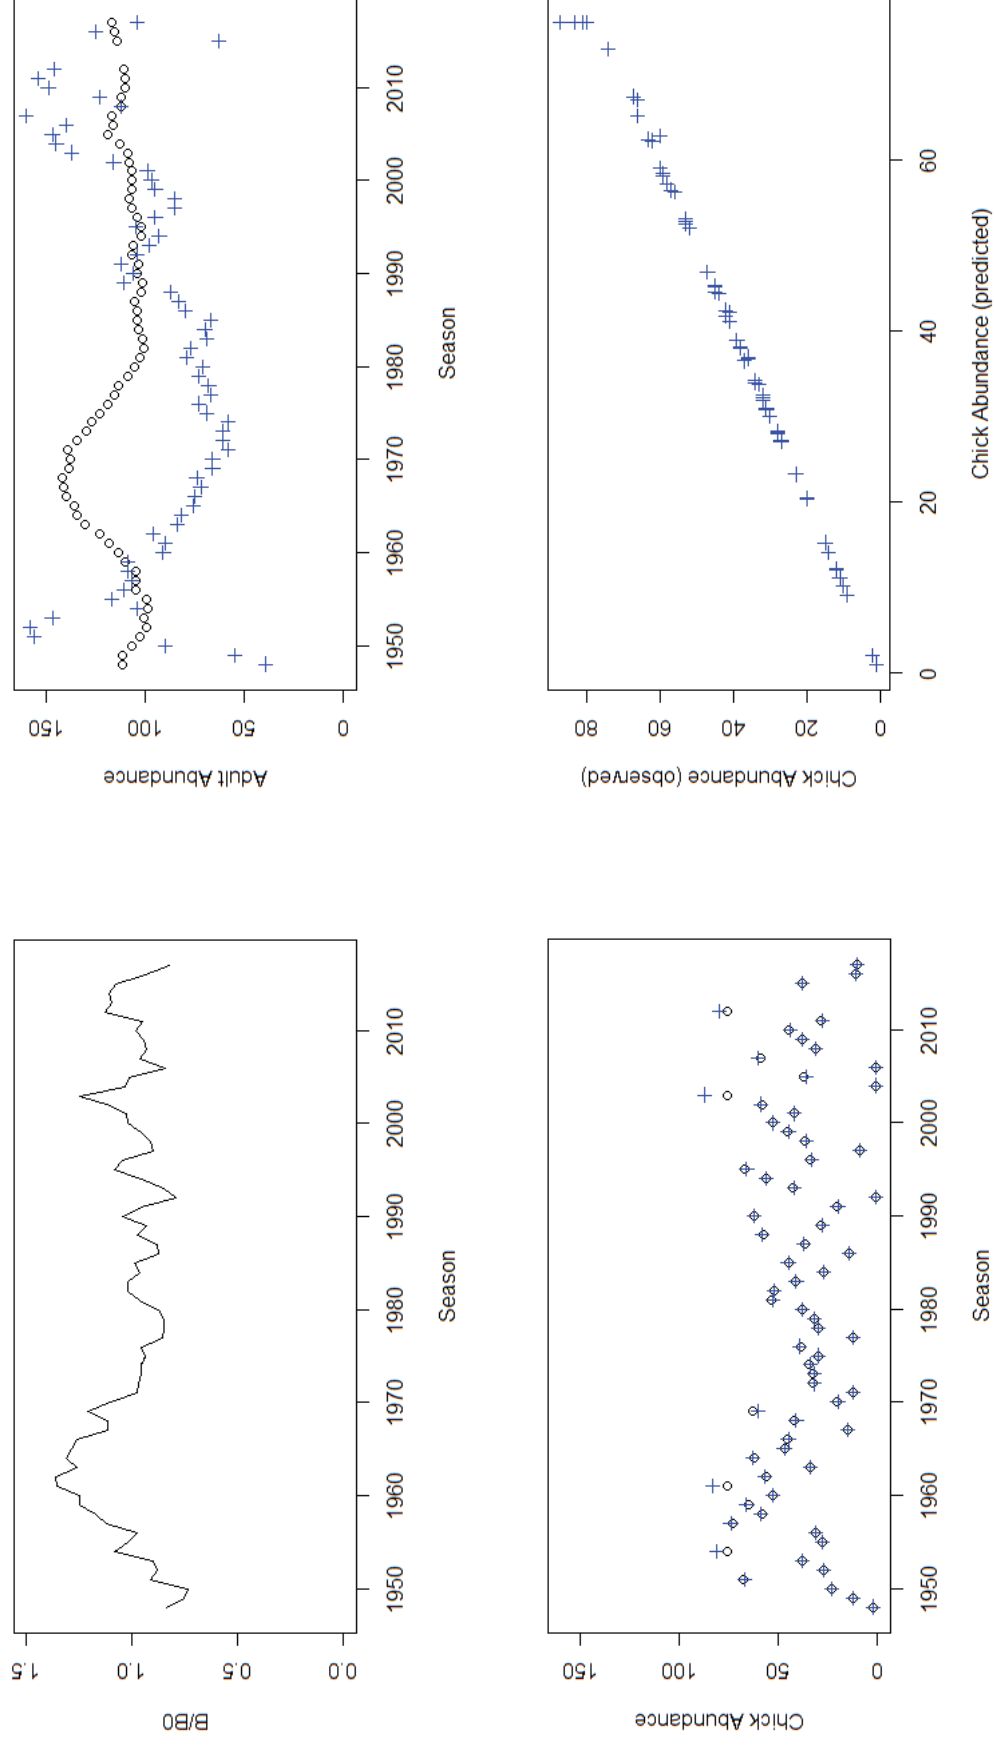 B/B0
0.0 0.5 1.0 1.5
1950 1960 1970 1980 1990 2000 2010
Season
Adult Abundance
0 50 100 150
1950 1960 1970 1980 1990 2000 2010
Season
Chick Abundance
0 50 100 150
1950 1960 1970 1980 1990 2000 2010
Season
Chick Abundance (observed)
0 20 40 60 80
0 20 40 60
Chick Abundance (predicted)